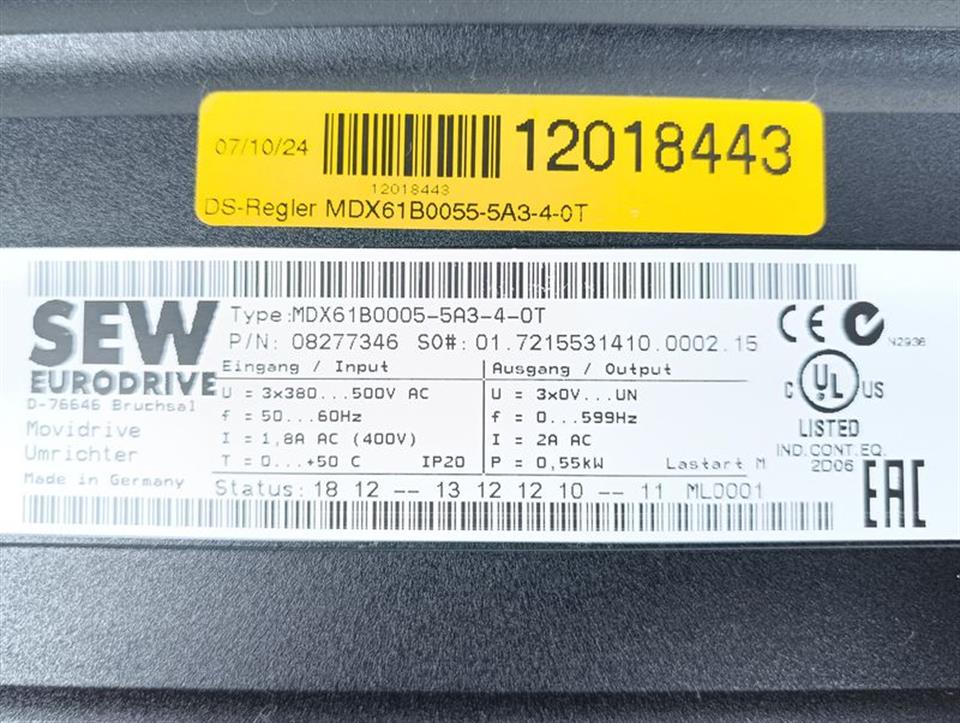 07/10/24
12018443
12018443
DS-Regler MDX61B0055-5A3-4-0T
SEW
EURODRIVE
D-76646 Bruchsal
Movidrive
Umrichter
Made in Germany
Type:MDX61B0005-5A3-4-0T
P/N: 08277346 SO#: 01.7215531410.0002.15
Eingang / Input
U = 3x380...500V AC
f = 50...60Hz
I = 1,8A AC (400V)
T = 0...+50 C IP20
Ausgang / Output
U = 3x0V...UN
f = 0...599Hz
I = 2A AC
P = 0,55kW Lastart M
Status: 18 12 -- 13 12 12 10 -- 11 ML0001
CE
N2936
C UL US
LISTED
IND.CONT.EQ.
2D06
EAC